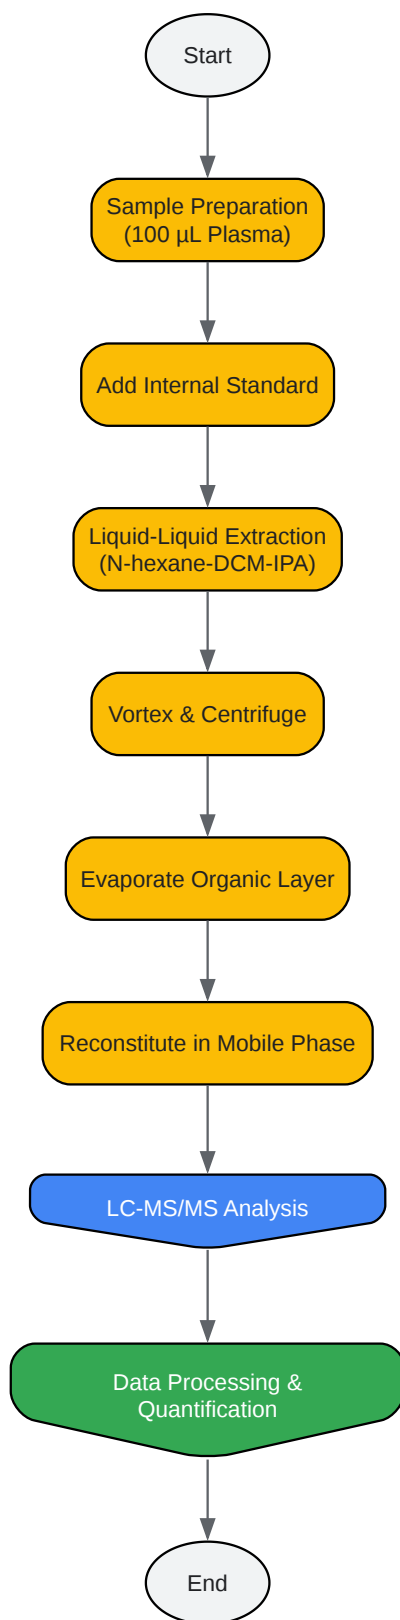 Start
Sample Preparation
(100 µL Plasma)
Add Internal Standard
Liquid-Liquid Extraction
(N-hexane-DCM-IPA)
Vortex & Centrifuge
Evaporate Organic Layer
Reconstitute in Mobile Phase
LC-MS/MS Analysis
Data Processing &
Quantification
End